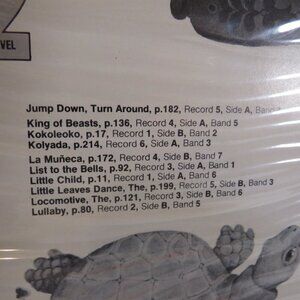 2
VEL
Jump Down, Turn Around, p.182, Record 5, Side A, Band
King of Beasts, p.136, Record 4, Side A, Band 5
Kokoleoko, p.17, Record 1, Side B, Band 2
Kolyada, p.214, Record 6, Side A, Band 3
La Muñeca, p.172, Record 4, Side B, Band 7
List to the Bells, p.92, Record 3, Side A, Band 1
Little Child, p.11, Record 1, Side A, Band 6
Little Leaves Dance, The, p.199, Record 5, Side B, Band 3
Locomotive, The, p.121, Record 3, Side B, Band 6
Lullaby, p.80, Record 2, Side B, Band 5